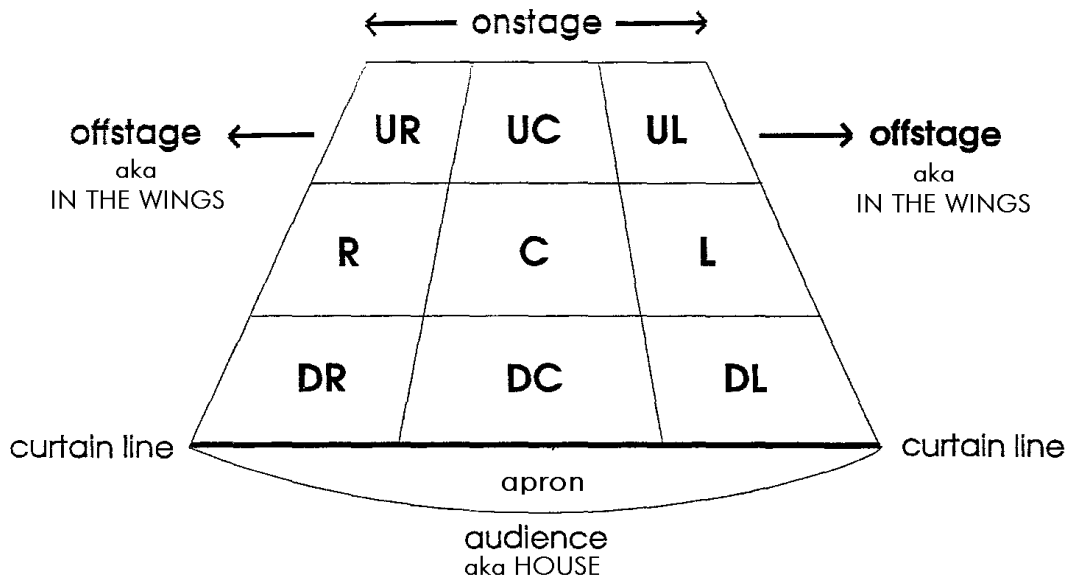 onstage
offstage
aka
IN THE WINGS
UR UC UL
offstage
aka
IN THE WINGS
R C L
DR DC DL
curtain line
curtain line
apron
audience
aka HOUSE